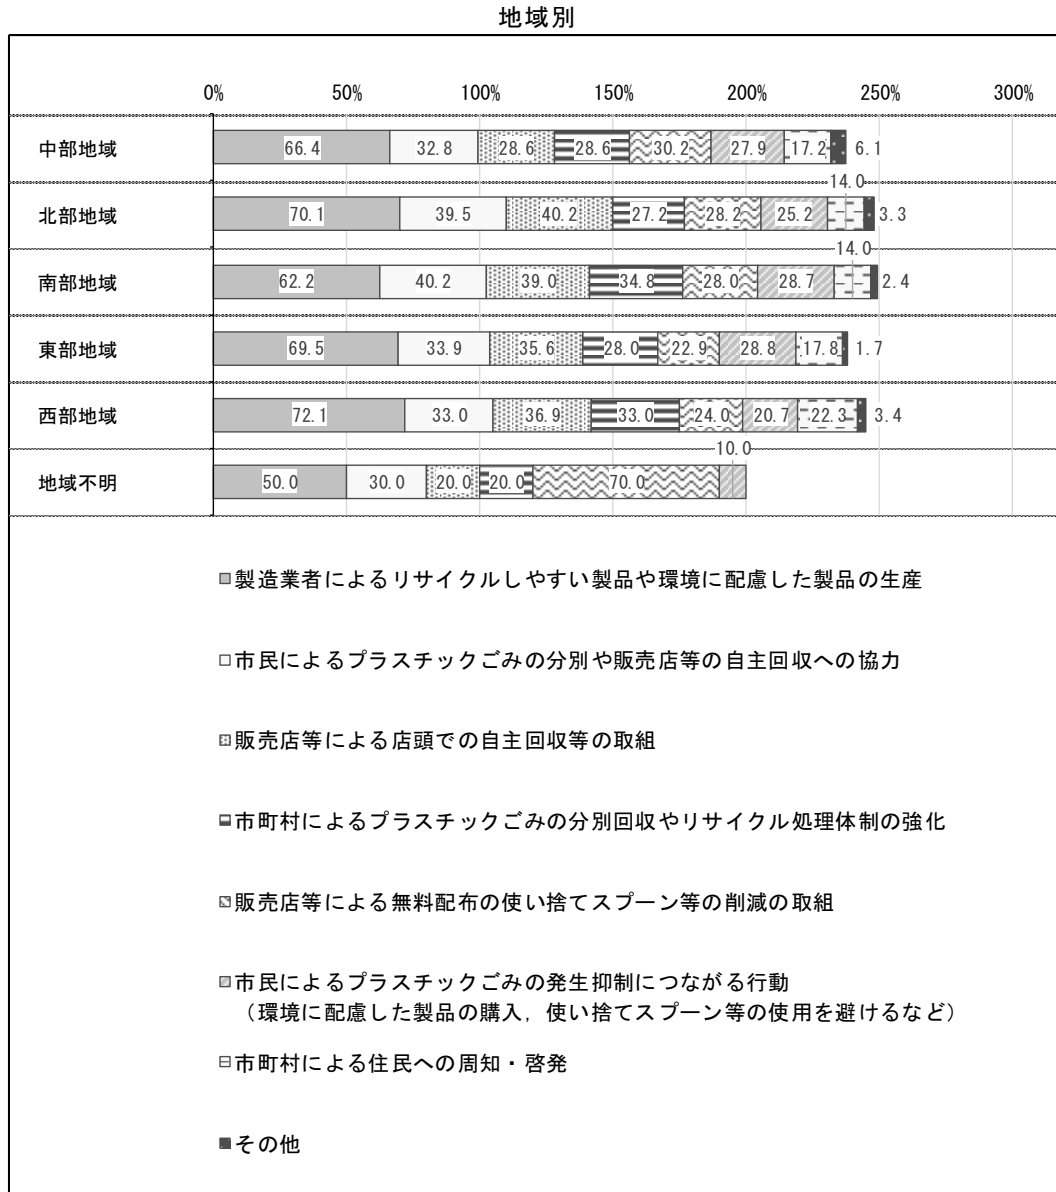 地域別
0% 50% 100% 150% 200% 250% 300%
中部地域 66.4 32.8 28.6 28.6 30.2 27.9 17.2 6.1
14.0
北部地域 70.1 39.5 40.2 27.2 28.2 25.2 3.3
14.0
南部地域 62.2 40.2 39.0 34.8 28.0 28.7 2.4
東部地域 69.5 33.9 35.6 28.0 22.9 28.8 17.8 1.7
西部地域 72.1 33.0 36.9 33.0 24.0 20.7 22.3 3.4
10.0
地域不明 50.0 30.0 20.0 20.0 70.0
製造業者によるリサイクルしやすい製品や環境に配慮した製品の生産
市民によるプラスチックごみの分別や販売店等の自主回収への協力
販売店等による店頭での自主回収等の取組
市町村によるプラスチックごみの分別回収やリサイクル処理体制の強化
販売店等による無料配布の使い捨てスプーン等の削減の取組
市民によるプラスチックごみの発生抑制につながる行動
（環境に配慮した製品の購入，使い捨てスプーン等の使用を避けるなど）
市町村による住民への周知・啓発
その他